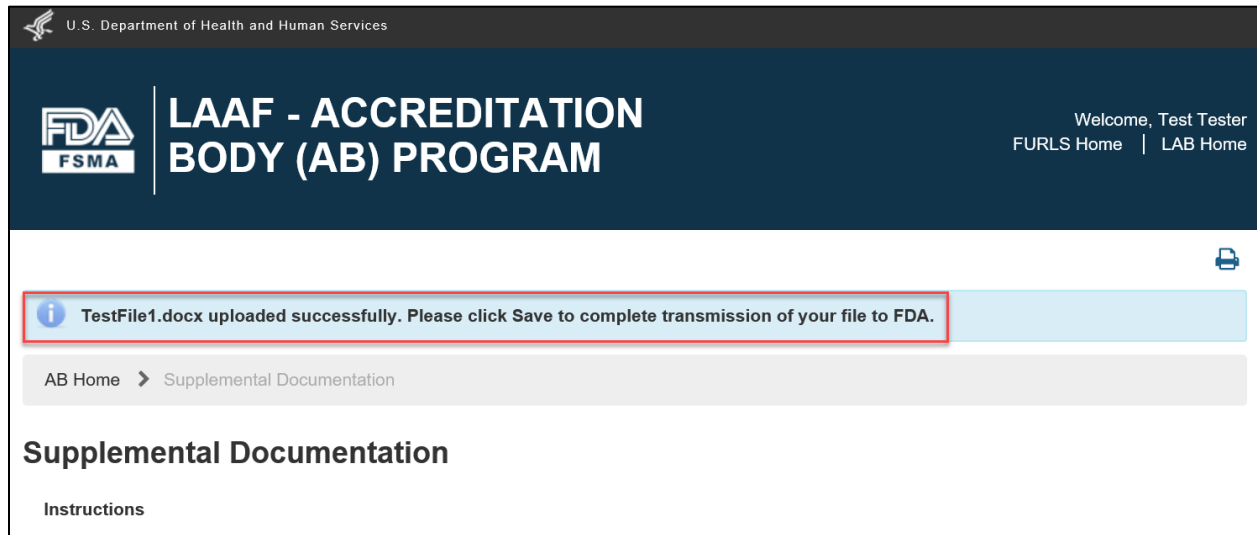 U.S. Department of Health and Human Services
FDA
FSMA
LAAF - ACCREDITATION
BODY (AB) PROGRAM
Welcome, Test Tester
FURLS Home | LAB Home
TestFile1.docx uploaded successfully. Please click Save to complete transmission of your file to FDA.
AB Home > Supplemental Documentation
Supplemental Documentation
Instructions